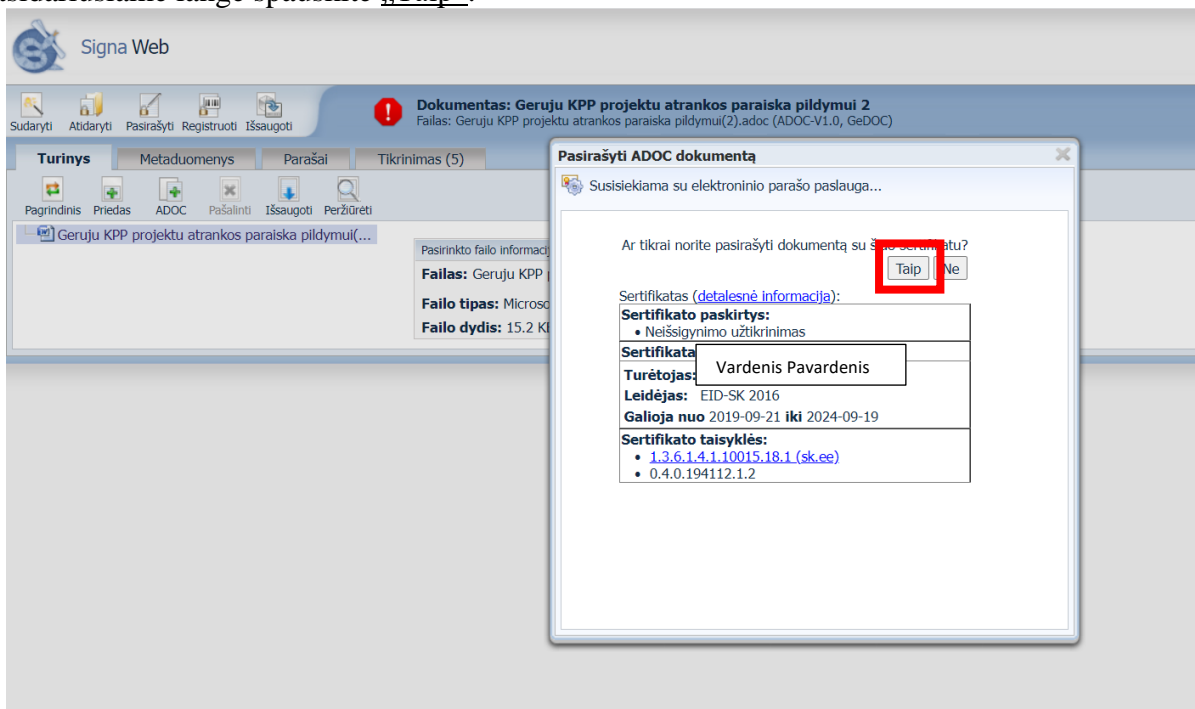 lange spauskite „Taip“.
Signa Web
Sudaryti Atidaryti Pasirašyti Registruoti Išsaugoti
Dokumentas: Geruju KPP projektu atrankos paraiska pildymui 2
Failas: Geruju KPP projektu atrankos paraiska pildymui(2).adoc (ADOC-V1.0, GeDOC)
Turinys Metaduomenys Parašai Tikrinimas (5)
Pagrindinis Priedas ADOC Pašalinti Išsaugoti Peržiūrėti
Geruju KPP projektu atrankos paraiska pildymui(...
Pasirinkto failo
Failas: Geruju KPP
Failo tipas:
Failo dydis: 15.2
Pasirašyti ADOC dokumentą
Susisiekiama su elektroninio parašo paslauga...
Ar tikrai norite pasirašyti dokumentą su
Taip Ne
Sertifikatas (detalesnė informacija):
Sertifikato paskirtys:
• Neišsigynimo užtikrinimas
Vardenis Pavardenis
Turėtojas:
Leidėjas: EID-SK 2016
Galioja nuo 2019-09-21 iki 2024-09-19
Sertifikato taisyklės:
• 1.3.6.1.4.1.10015.18.1 (sk.ee)
• 0.4.0.194112.1.2